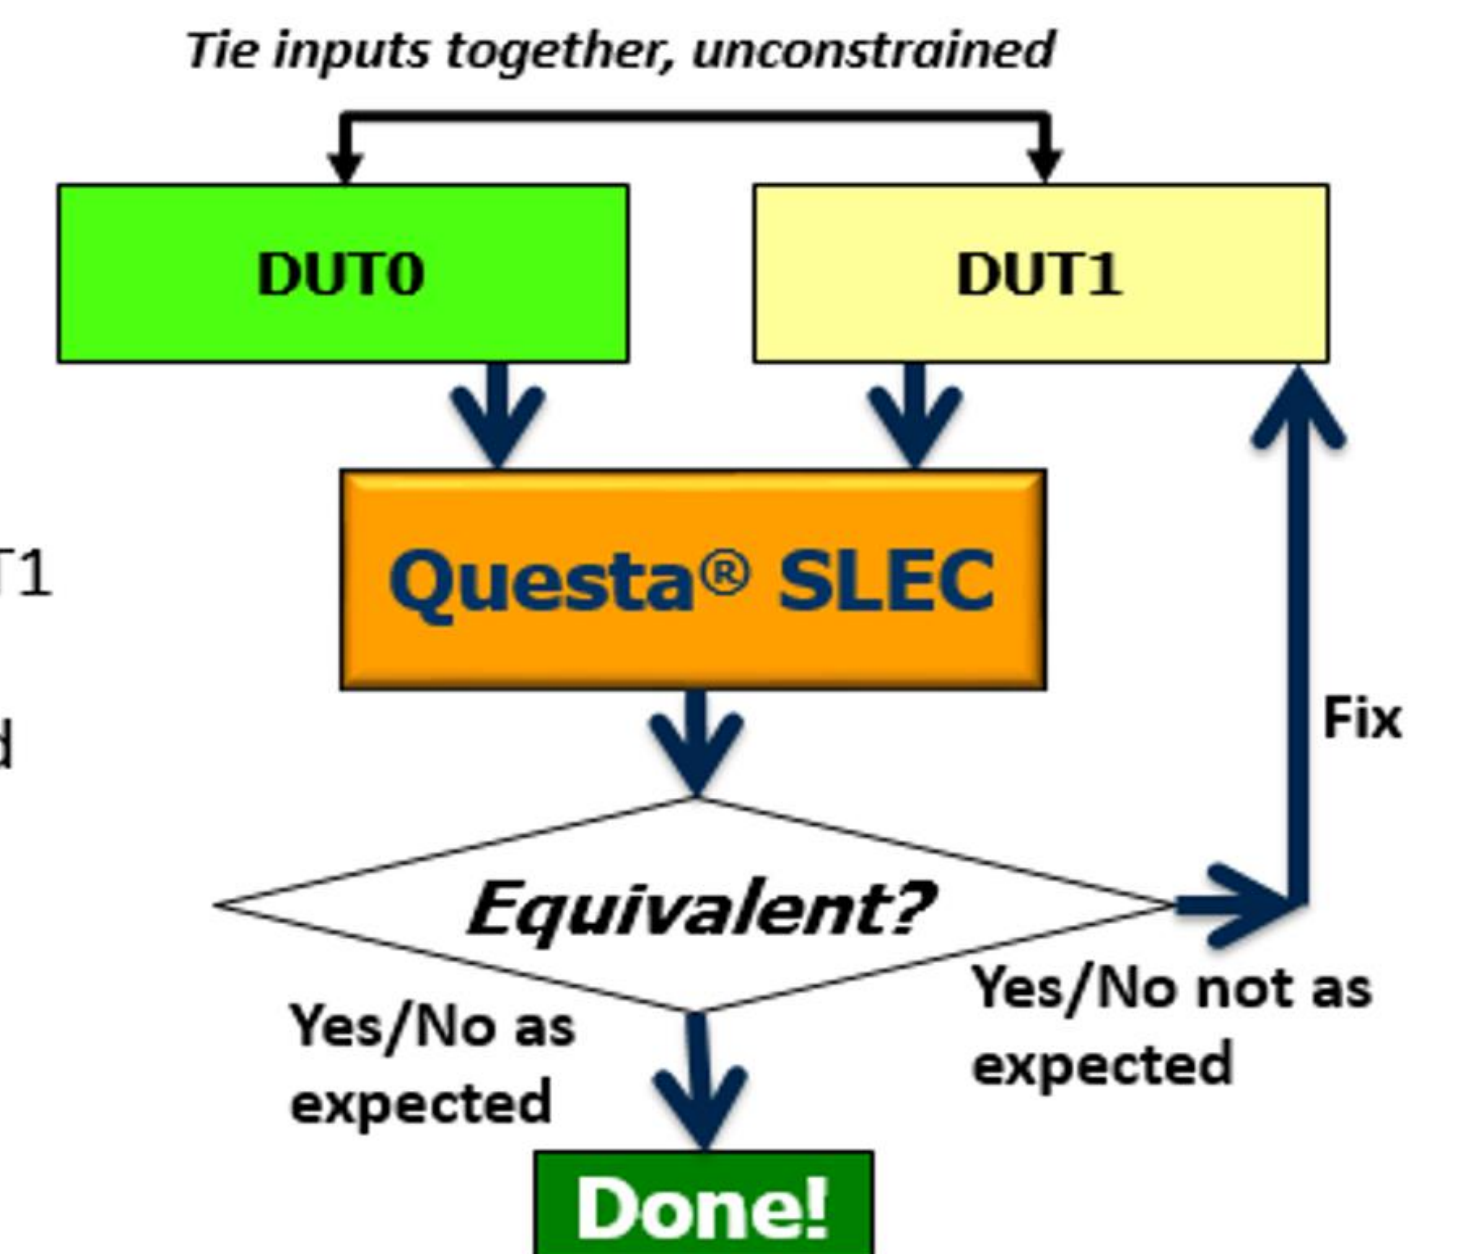 Tie inputs together, unconstrained
DUT0
DUT1
Questa® SLEC
T1
Fix
d
Equivalent?
Yes/No not as
expected
Yes/No as
expected
Done!